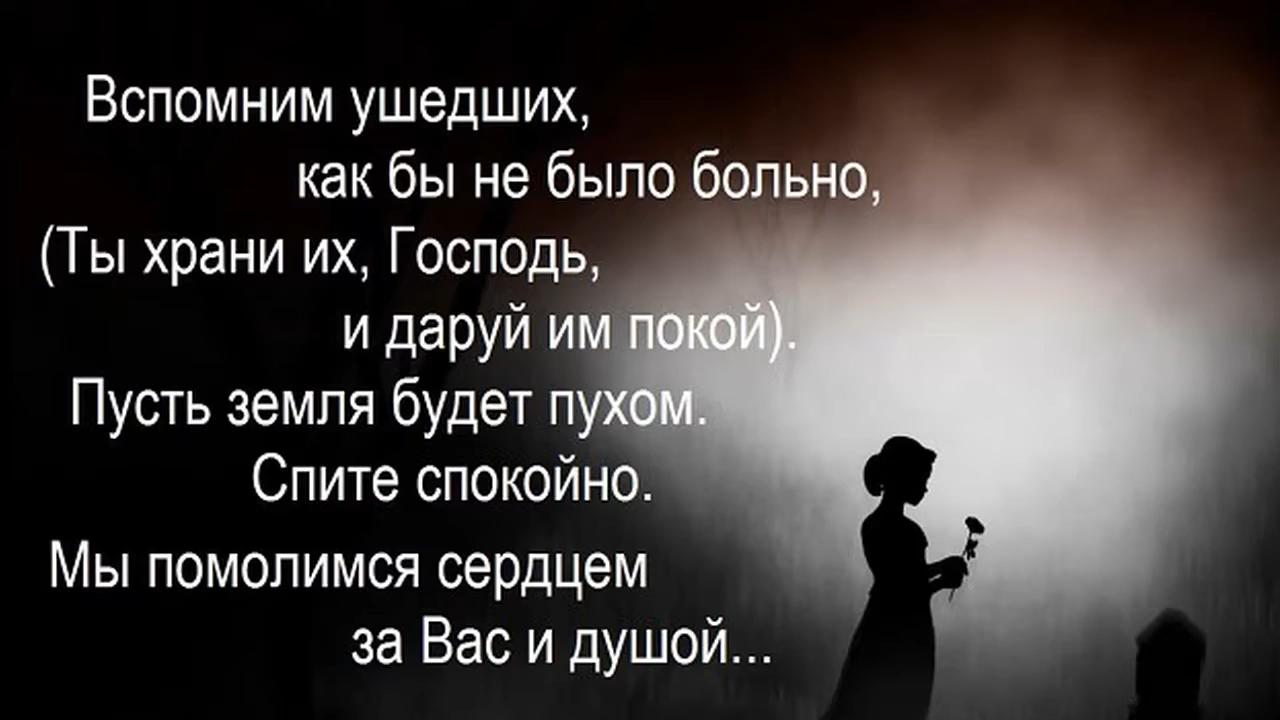 Вспомним ушедших,
как бы не было больно,
(Ты храни их, Господь,
и даруй им покой).
Пусть земля будет пухом.
Спите спокойно.
Мы помолимся сердцем
за Вас и душой...